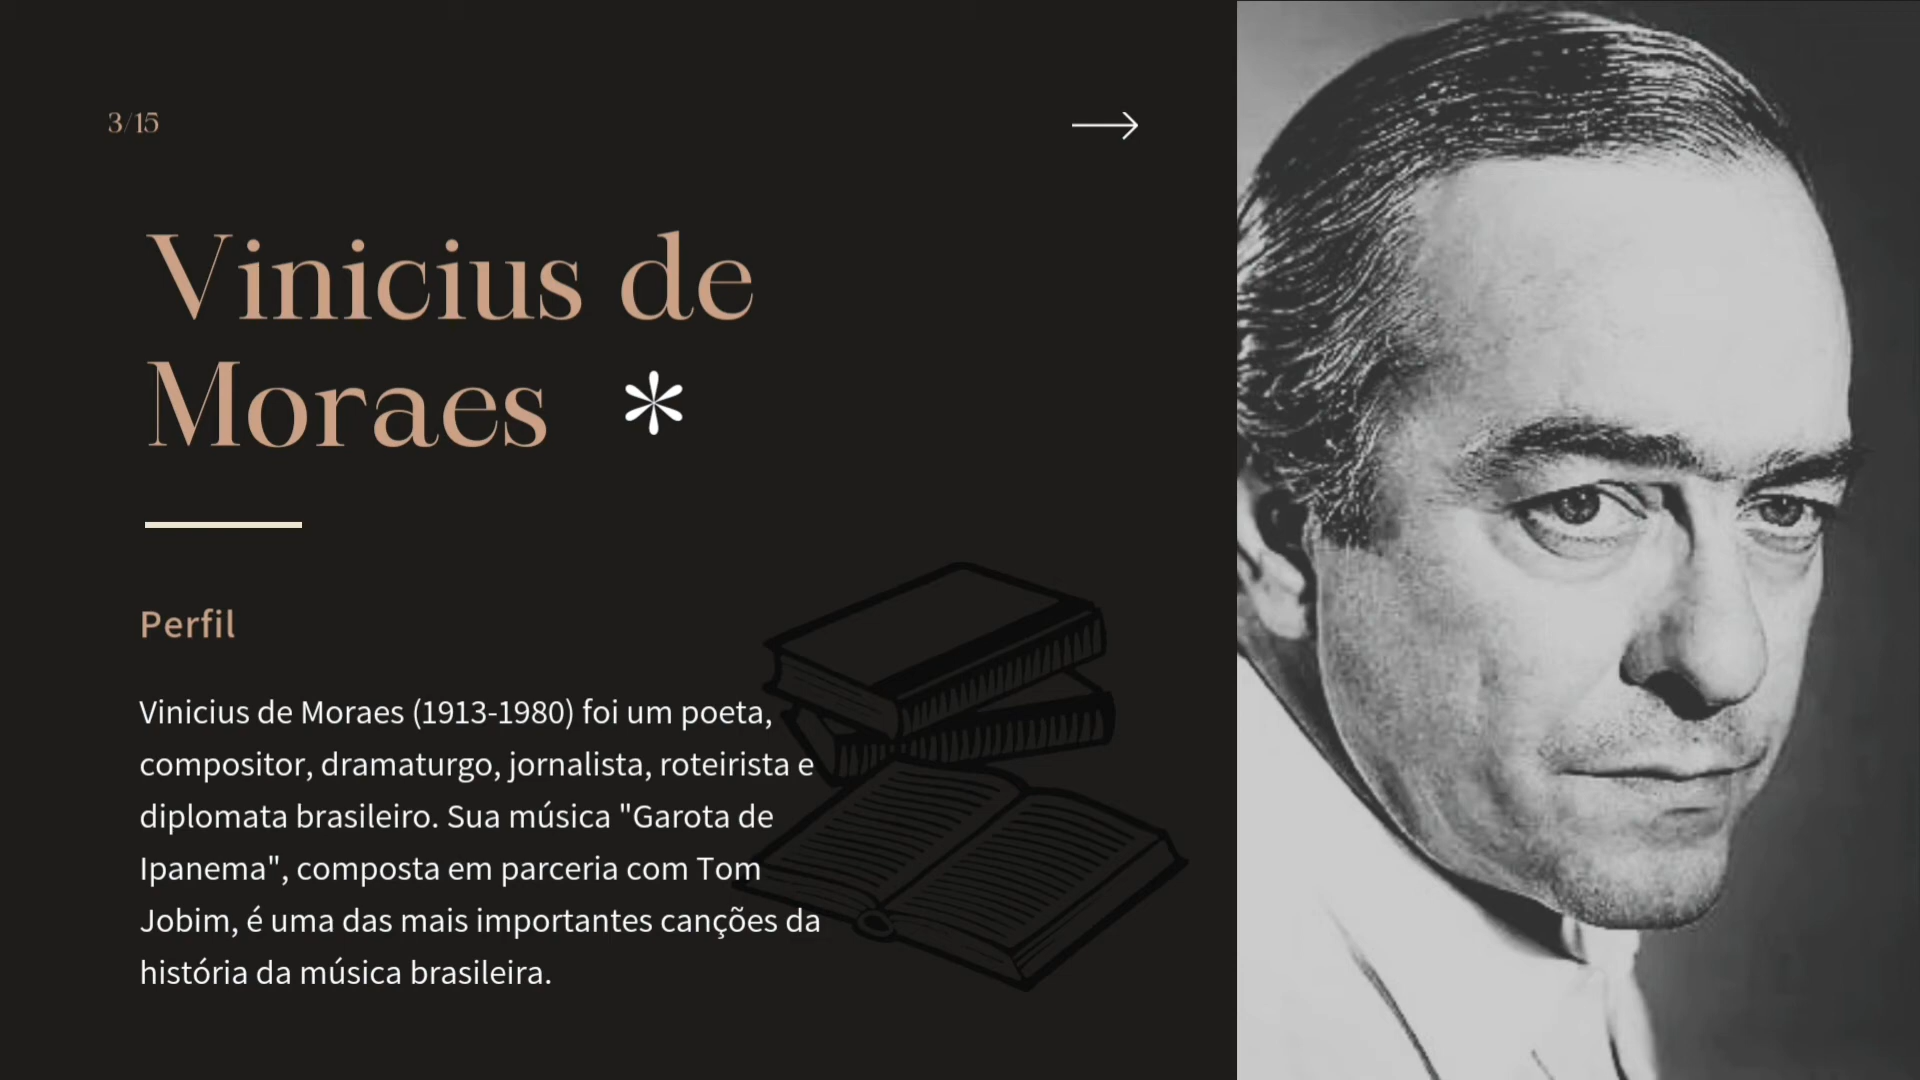 3/15
Vinicius de
Moraes *
Perfil
Vinicius de Moraes (1913-1980) foi um poeta,
compositor, dramaturgo, jornalista, roteirista e
diplomata brasileiro. Sua música "Garota de
Ipanema", composta em parceria com Tom
Jobim, é uma das mais importantes canções da
história da música brasileira.